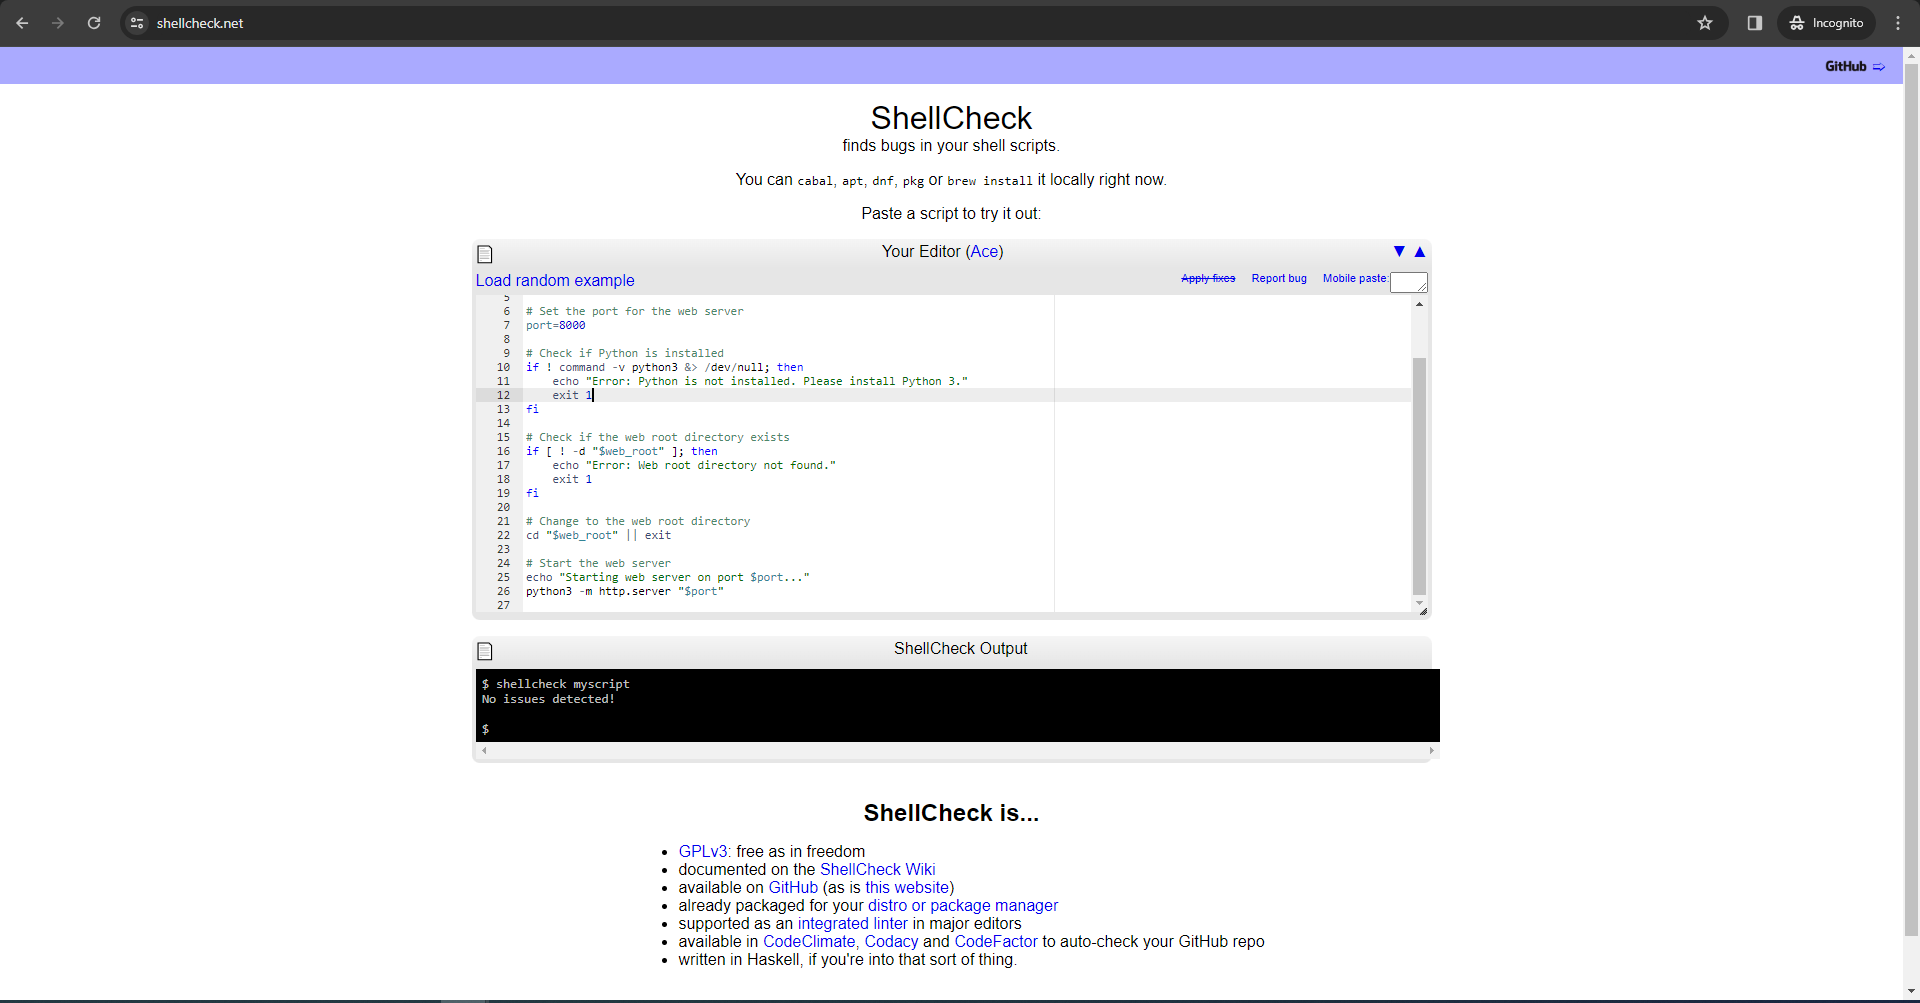 shellcheck.net
Incognito
GitHub ⇨
ShellCheck
finds bugs in your shell scripts.
You can cabal, apt, dnf, pkg or brew install it locally right now.
Paste a script to try it out:
Your Editor (Ace)
▼ ▲
Load random example
Apply fixes Report bug Mobile paste:
5
6 # Set the port for the web server
7 port=8000
8
9 # Check if Python is installed
10 if ! command -v python3 &> /dev/null; then
11     echo "Error: Python is not installed. Please install Python 3."
12     exit 1
13 fi
14
15 # Check if the web root directory exists
16 if [ ! -d "$web_root" ]; then
17     echo "Error: Web root directory not found."
18     exit 1
19 fi
20
21 # Change to the web root directory
22 cd "$web_root" || exit
23
24 # Start the web server
25 echo "Starting web server on port $port..."
26 python3 -m http.server "$port"
27
ShellCheck Output
$ shellcheck myscript
No issues detected!
$
ShellCheck is...
• GPLv3: free as in freedom
• documented on the ShellCheck Wiki
• available on GitHub (as is this website)
• already packaged for your distro or package manager
• supported as an integrated linter in major editors
• available in CodeClimate, Codacy and CodeFactor to auto-check your GitHub repo
• written in Haskell, if you're into that sort of thing.